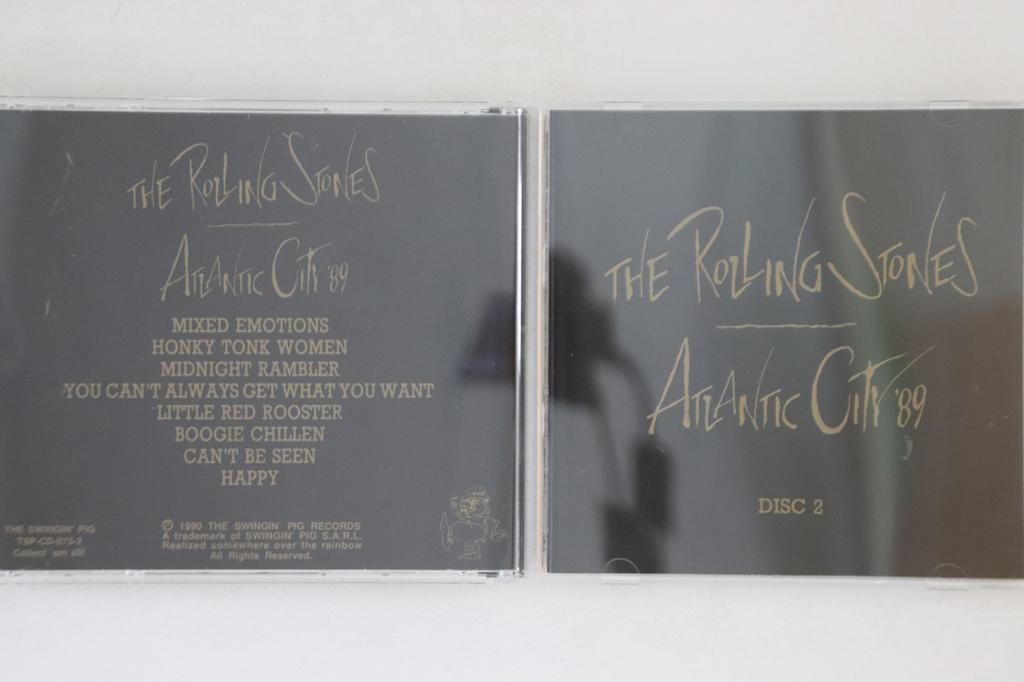 THE ROLLING STONES
ATLANTIC CITY '89
MIXED EMOTIONS
HONKY TONK WOMEN
MIDNIGHT RAMBLER
YOU CAN'T ALWAYS GET WHAT YOU WANT
LITTLE RED ROOSTER
BOOGIE CHILLEN
CAN'T BE SEEN
HAPPY
THE SWINGIN' PIG
TSP-CD-075-2
Collect 'em all!
℗ 1990 THE SWINGIN' PIG RECORDS
A trademark of SWINGIN' PIG S.A.R.L.
Realized somewhere over the rainbow
All Rights Reserved.
THE ROLLING STONES
ATLANTIC CITY '89
DISC 2